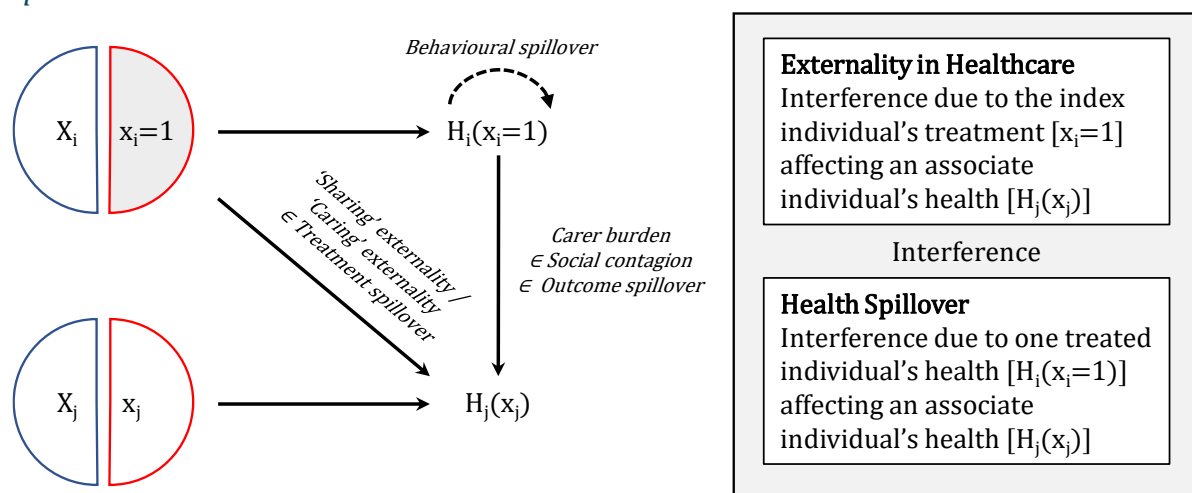 Behavioural spillover
X_i x_i=1
H_i(x_i=1)
'Sharing' externality /
'Caring' externality
∈ Treatment spillover
Carer burden
∈ Social contagion
∈ Outcome spillover
X_j x_j
H_j(x_j)
Externality in Healthcare
Interference due to the index
individual's treatment [x_i=1]
affecting an associate
individual's health [H_j(x_j)]
Interference
Health Spillover
Interference due to one treated
individual's health [H_i(x_i=1)]
affecting an associate
individual's health [H_j(x_j)]